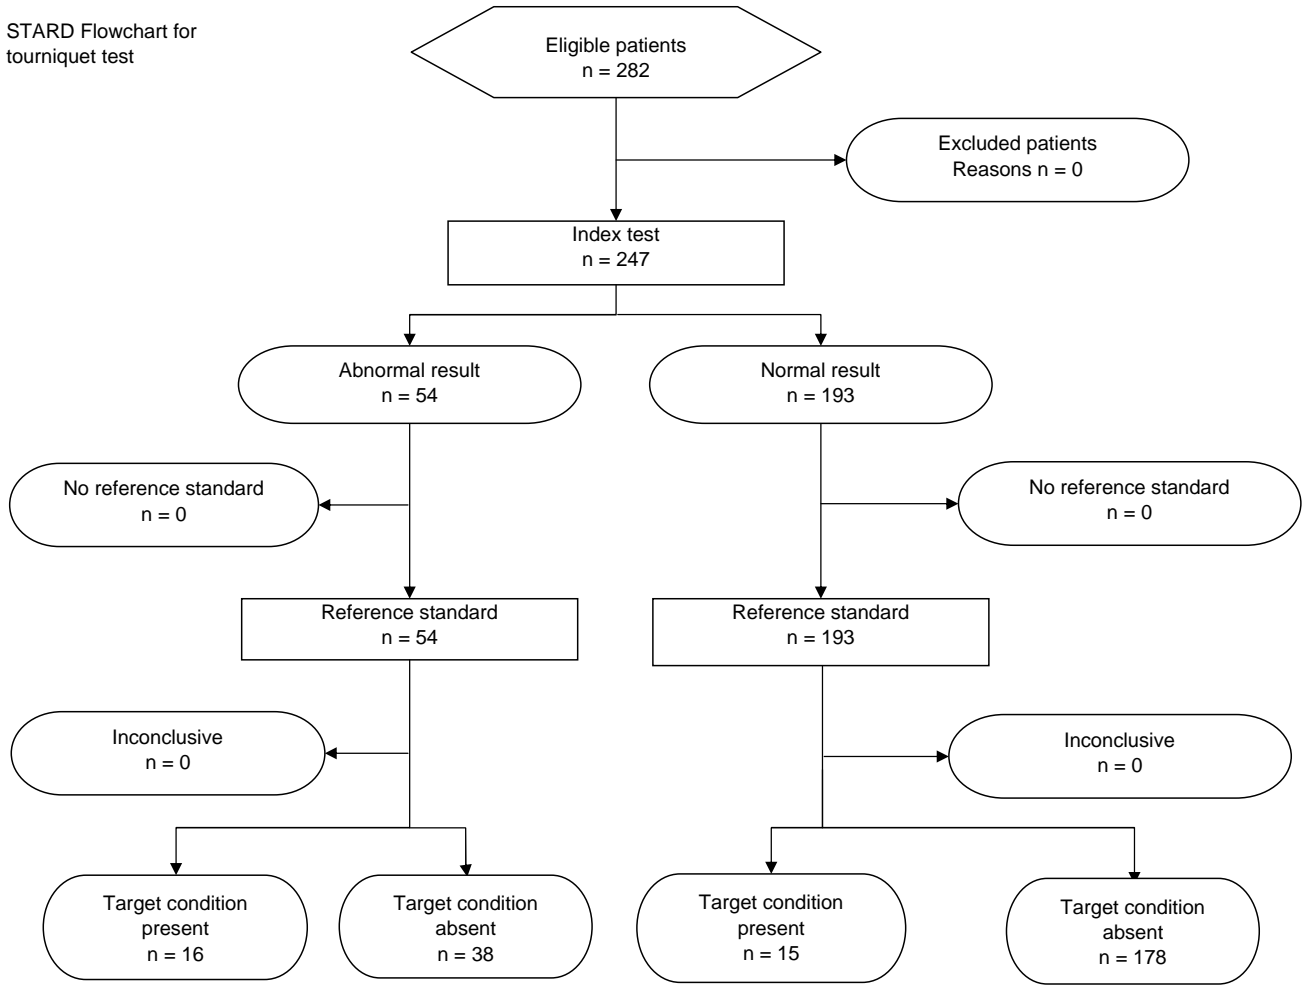 STARD Flowchart for
tourniquet test
Eligible patients
n = 282
Excluded patients
Reasons n = 0
Index test
n = 247
Abnormal result
n = 54
Normal result
n = 193
No reference standard
n = 0
No reference standard
n = 0
Reference standard
n = 54
Reference standard
n = 193
Inconclusive
n = 0
Inconclusive
n = 0
Target condition
present
n = 16
Target condition
absent
n = 38
Target condition
present
n = 15
Target condition
absent
n = 178